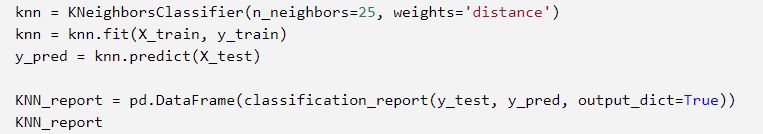 knn = KNeighborsClassifier(n_neighbors=25, weights='distance')
knn = knn.fit(X_train, y_train)
y_pred = knn.predict(X_test)
KNN_report = pd.DataFrame(classification_report(y_test, y_pred, output_dict=True))
KNN_report